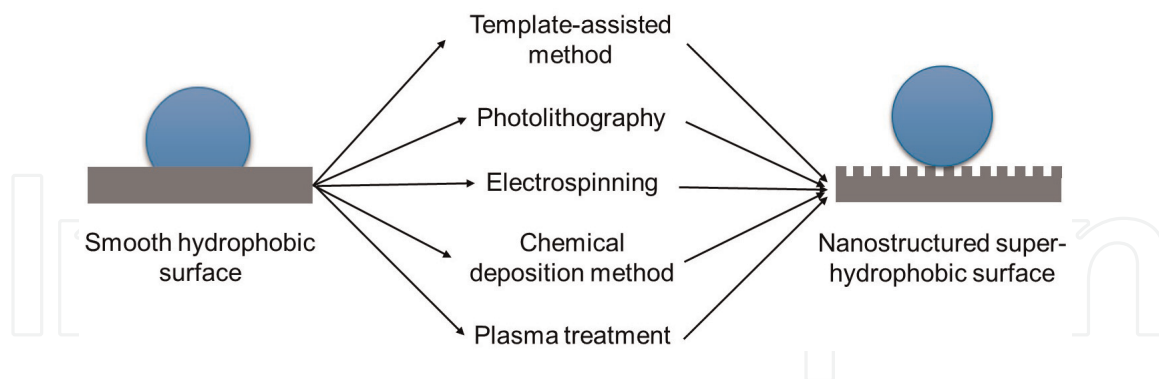 Template-assisted
method
Photolithography
Electrospinning
Chemical
deposition method
Plasma treatment
Smooth hydrophobic
surface
Nanostructured super-
hydrophobic surface